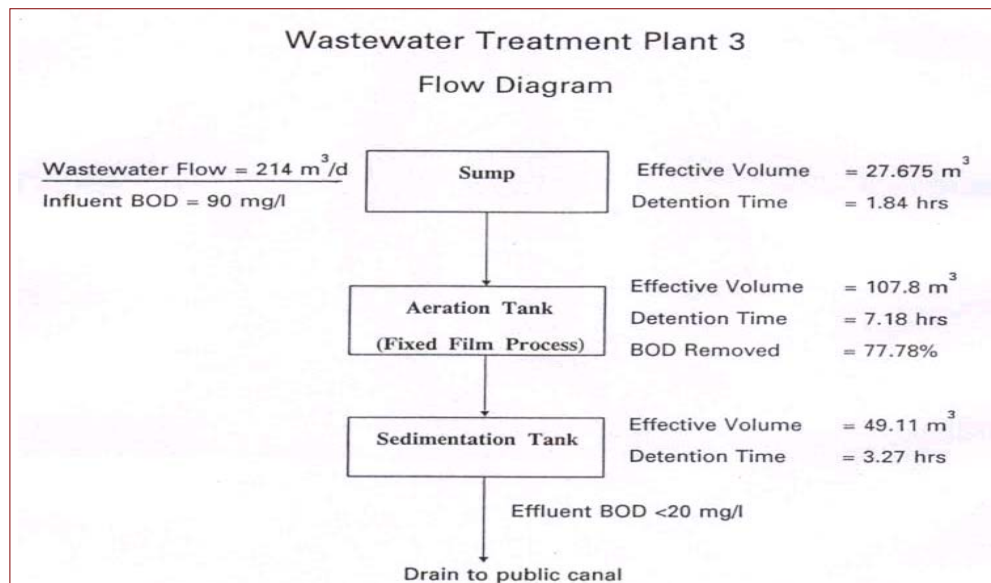 Wastewater Treatment Plant 3
Flow Diagram
Wastewater Flow = 214 m³/d
Influent BOD = 90 mg/l
Sump
Effective Volume = 27.675 m³
Detention Time = 1.84 hrs
Aeration Tank
(Fixed Film Process)
Effective Volume = 107.8 m³
Detention Time = 7.18 hrs
BOD Removed = 77.78%
Sedimentation Tank
Effective Volume = 49.11 m³
Detention Time = 3.27 hrs
Effluent BOD <20 mg/l
Drain to public canal